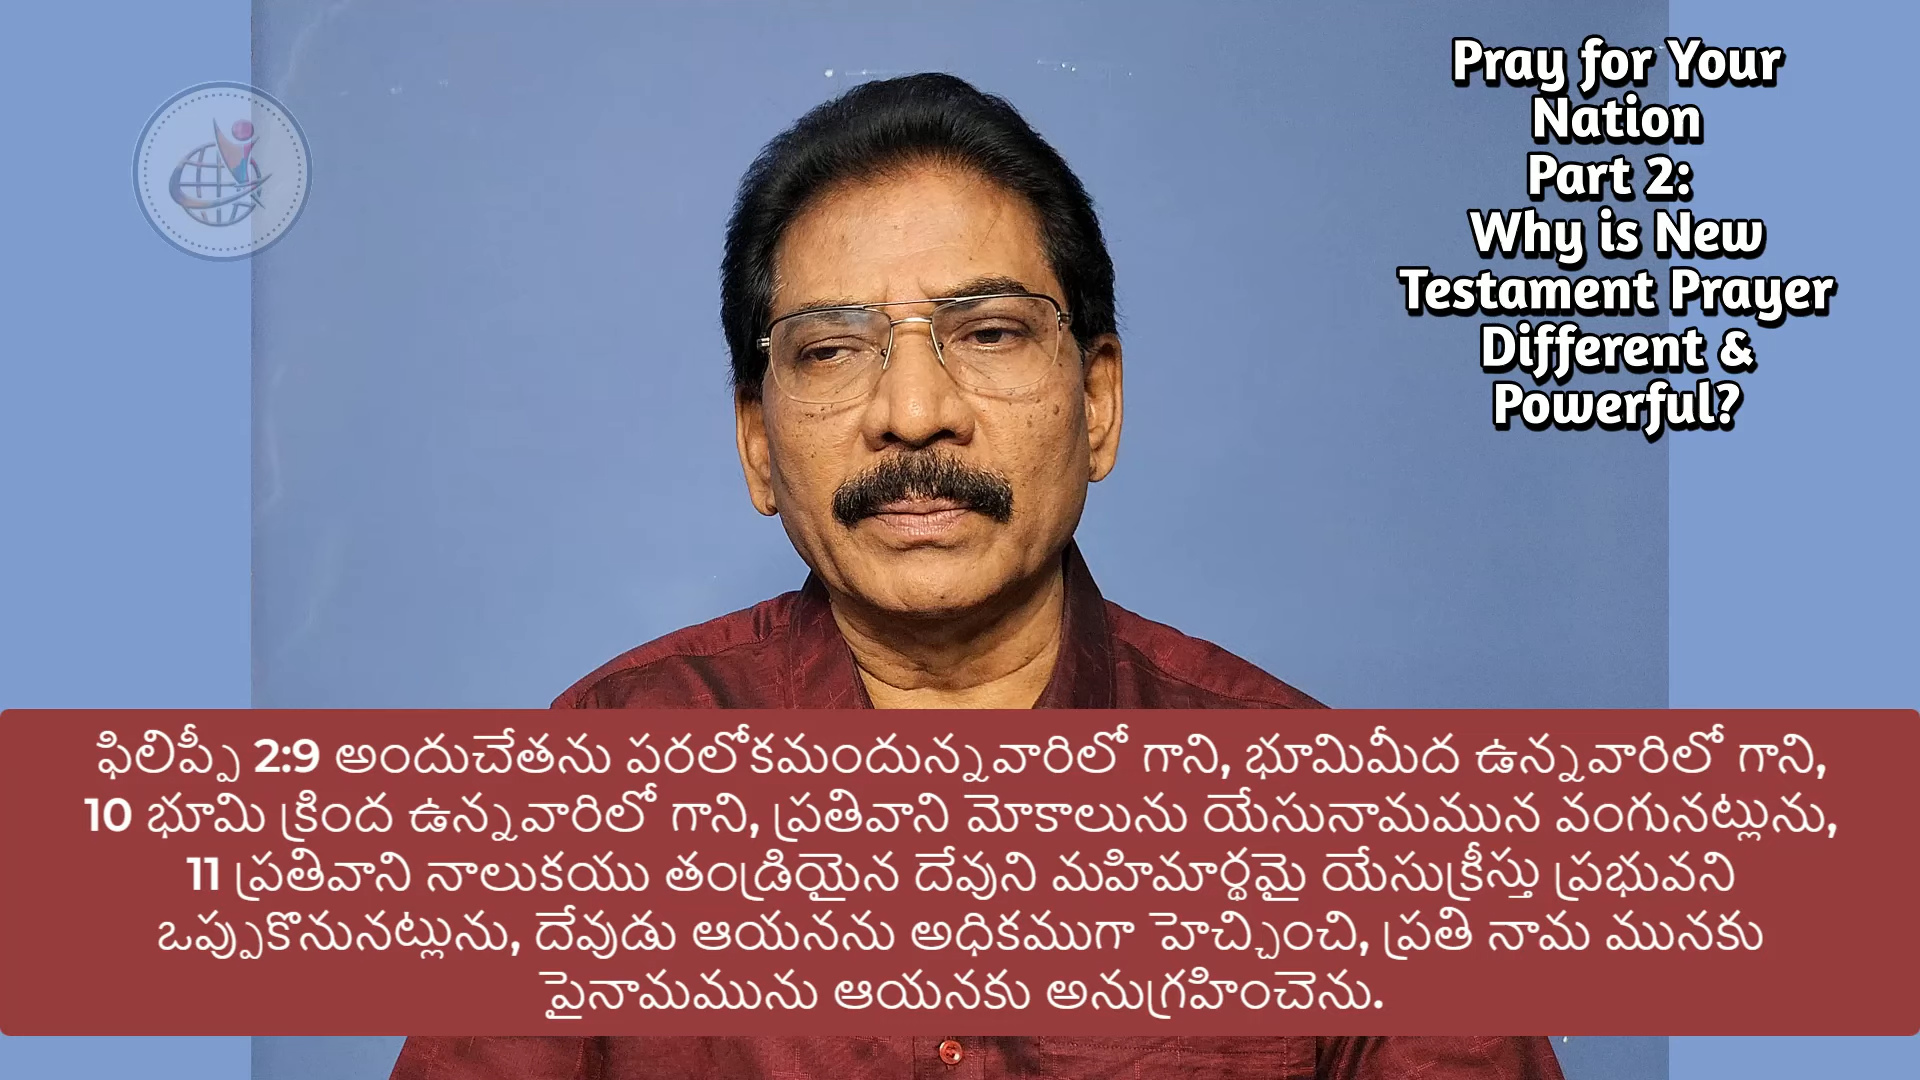 Pray for Your
Nation
Part 2:
Why is New
Testament Prayer
Different &
Powerful?
ఫిలిప్పీ 2:9 అందుచేతను పరలోకమందున్నవారిలో గాని, భూమిమీద ఉన్నవారిలో గాని,
10 భూమి క్రింద ఉన్నవారిలో గాని, ప్రతివాని మోకాలును యేసునామమున వంగునట్లును,
11 ప్రతివాని నాలుకయు తండ్రియైన దేవుని మహిమార్థమై యేసుక్రీస్తు ప్రభువని
ఒప్పుకొనునట్లును, దేవుడు ఆయనను అధికముగా హెచ్చించి, ప్రతి నామ మునకు
పైనామమును ఆయనకు అనుగ్రహించెను.